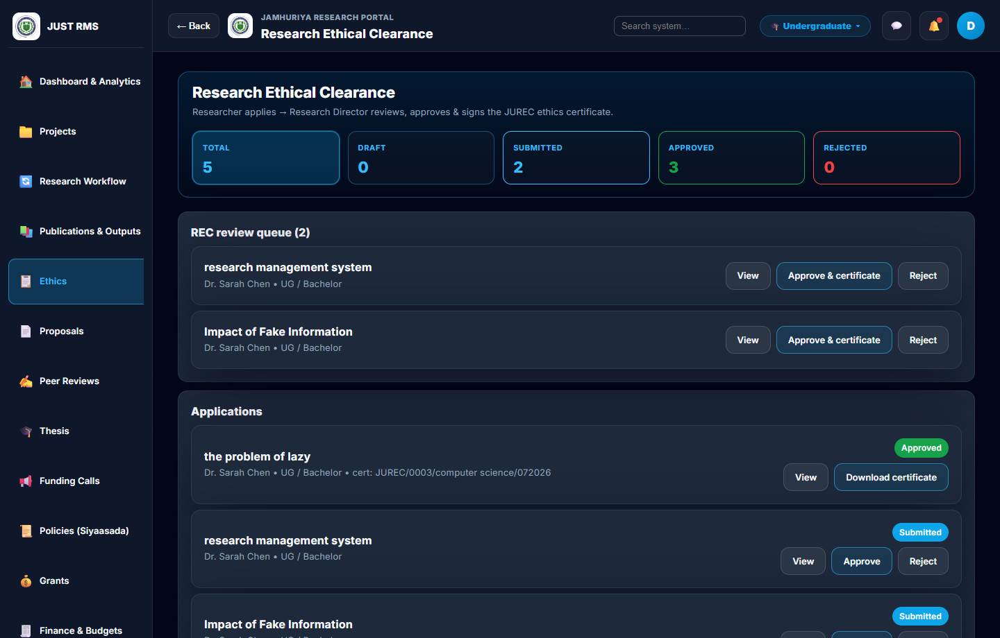 JUST RMS
Dashboard & Analytics
Projects
Research Workflow
Publications & Outputs
Ethics
Proposals
Peer Reviews
Thesis
Funding Calls
Policies (Siyaasada)
Grants
Finance & Budgets
← Back
JAMHURIYA RESEARCH PORTAL
Research Ethical Clearance
Search system...
Undergraduate
D
Research Ethical Clearance
Researcher applies → Research Director reviews, approves & signs the JUREC ethics certificate.
TOTAL
5
DRAFT
0
SUBMITTED
2
APPROVED
3
REJECTED
0
REC review queue (2)
research management system
Dr. Sarah Chen • UG / Bachelor
View
Approve & certificate
Reject
Impact of Fake Information
Dr. Sarah Chen • UG / Bachelor
View
Approve & certificate
Reject
Applications
the problem of lazy
Dr. Sarah Chen • UG / Bachelor • cert: JUREC/0003/computer science/072026
Approved
View
Download certificate
research management system
Dr. Sarah Chen • UG / Bachelor
Submitted
View
Approve
Reject
Impact of Fake Information
Submitted